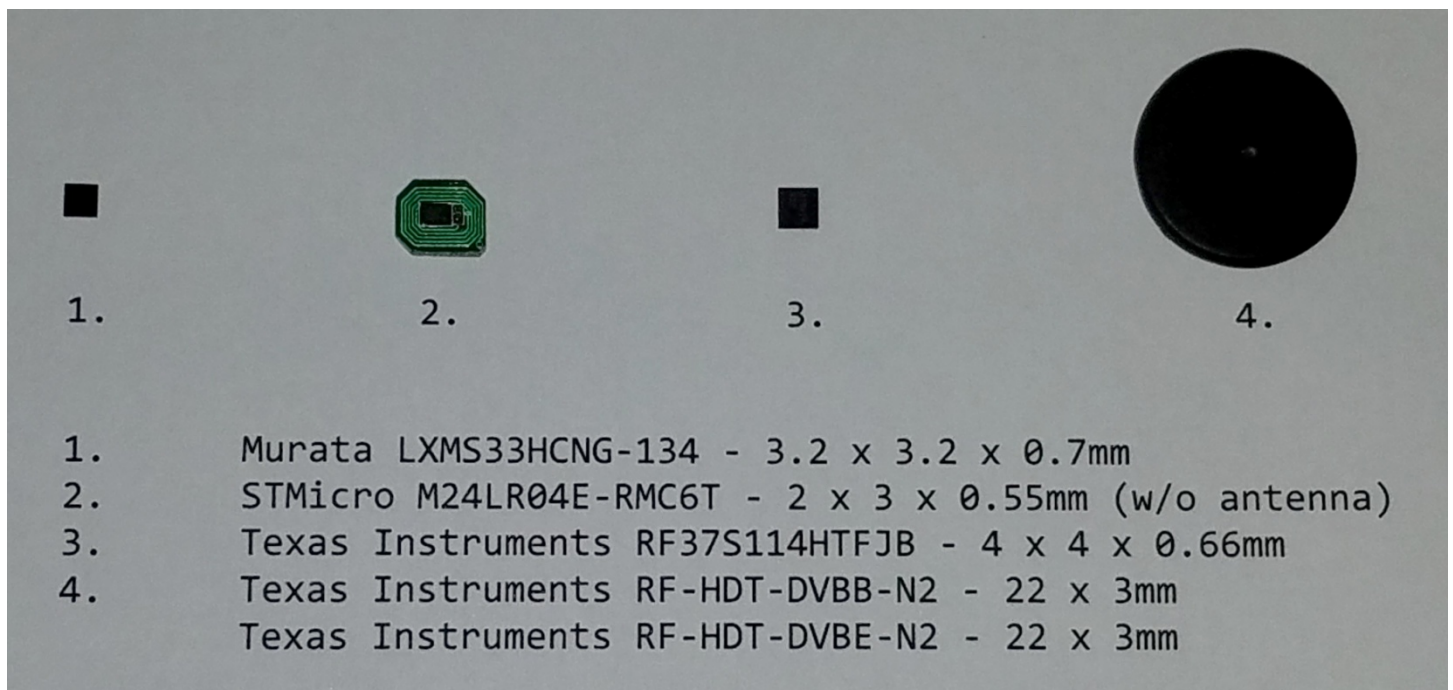 1. 2. 3. 4.
1. Murata LXMS33HCNG-134 - 3.2 x 3.2 x 0.7mm
2. STMicro M24LR04E-RMC6T - 2 x 3 x 0.55mm (w/o antenna)
3. Texas Instruments RF37S114HTFJB - 4 x 4 x 0.66mm
4. Texas Instruments RF-HDT-DVBB-N2 - 22 x 3mm
Texas Instruments RF-HDT-DVBE-N2 - 22 x 3mm